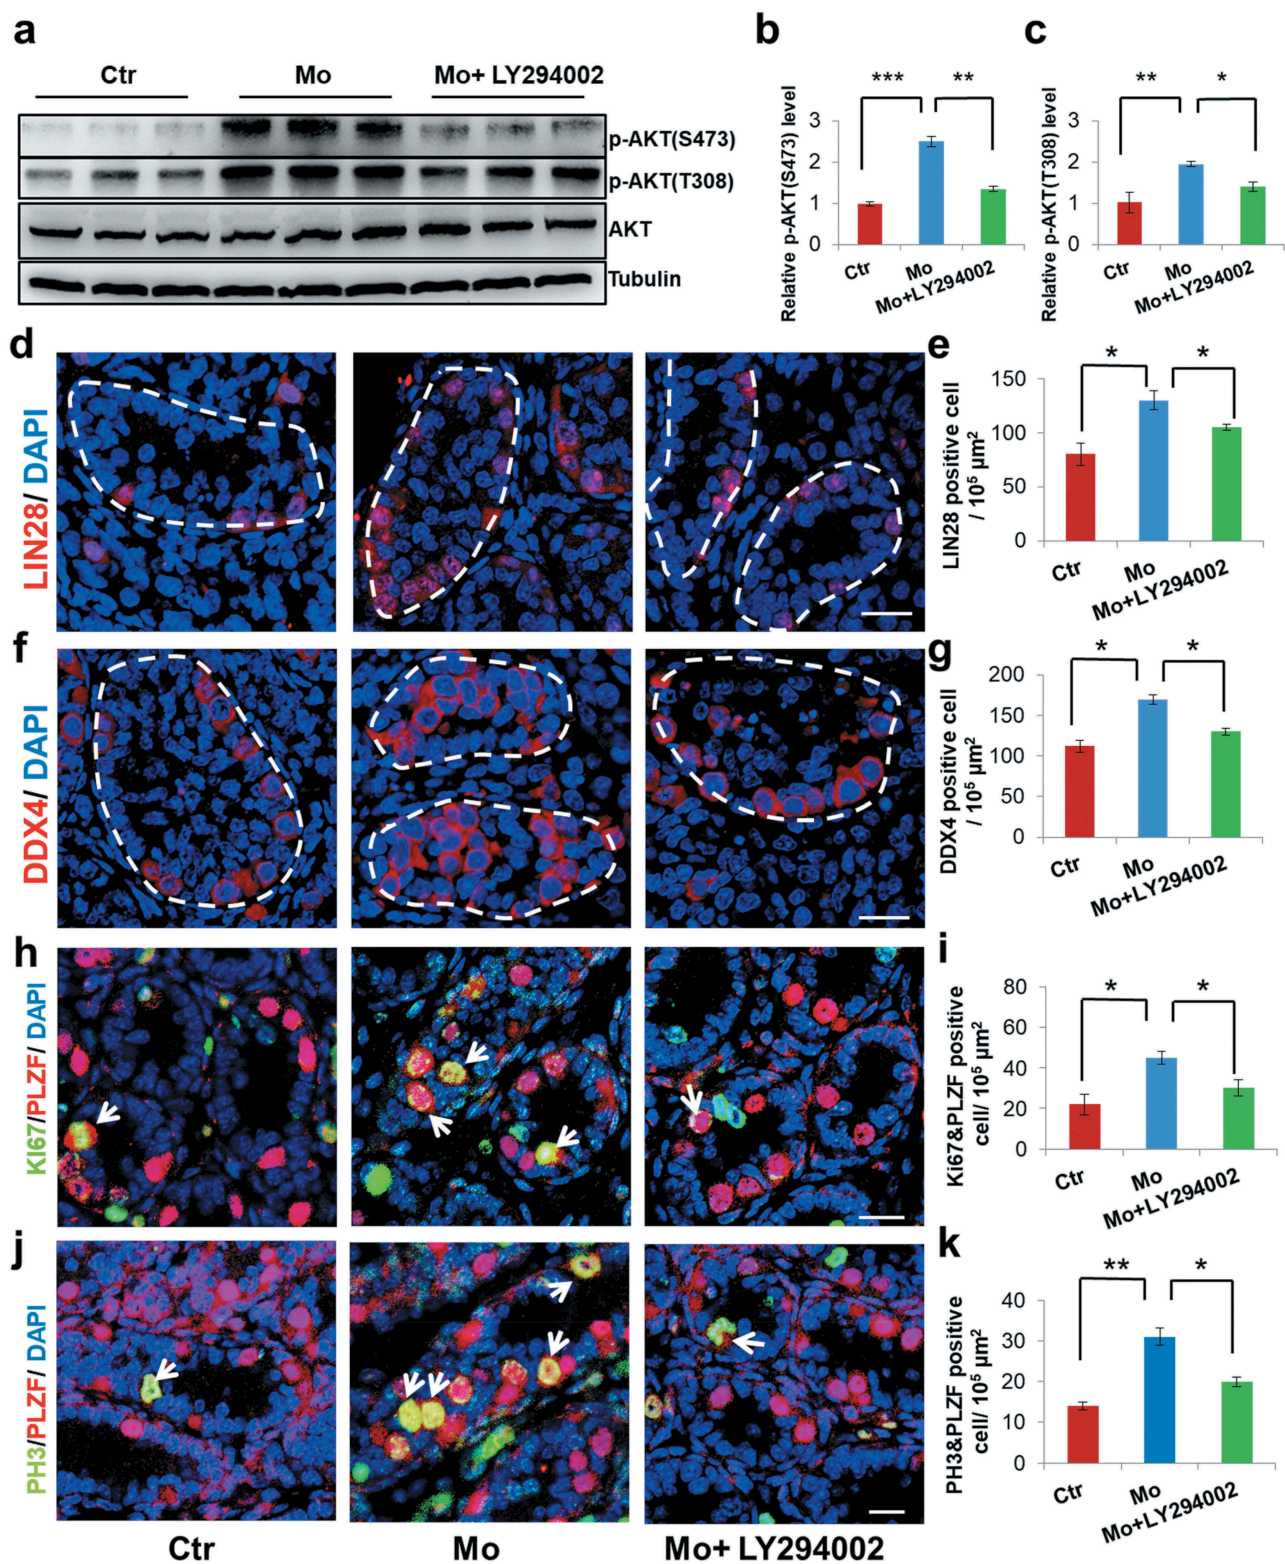 a
Ctr
Mo
Mo+ LY294002
p-AKT(S473)
p-AKT(T308)
AKT
Tubulin
b
***
**
Relative p-AKT(S473) level
3
2
1
0
Ctr
Mo
Mo+LY294002
c
**
*
Relative p-AKT(T308) level
3
2
1
0
Ctr
Mo
Mo+LY294002
d
LIN28/ DAPI
e
*
*
LIN28 positive cell
/ 10⁵ µm²
150
100
50
0
Ctr
Mo
Mo+LY294002
f
DDX4/ DAPI
g
*
*
DDX4 positive cell
/ 10⁵ µm²
200
150
100
50
0
Ctr
Mo
Mo+LY294002
h
KI67/PLZF/ DAPI
i
*
*
Ki67&PLZF positive
cell/ 10⁵ µm²
80
60
40
20
0
Ctr
Mo
Mo+LY294002
j
PH3/PLZF/ DAPI
k
**
*
PH3&PLZF positive
cell/ 10⁵ µm²
40
30
20
10
0
Ctr
Mo
Mo+LY294002
Ctr
Mo
Mo+ LY294002